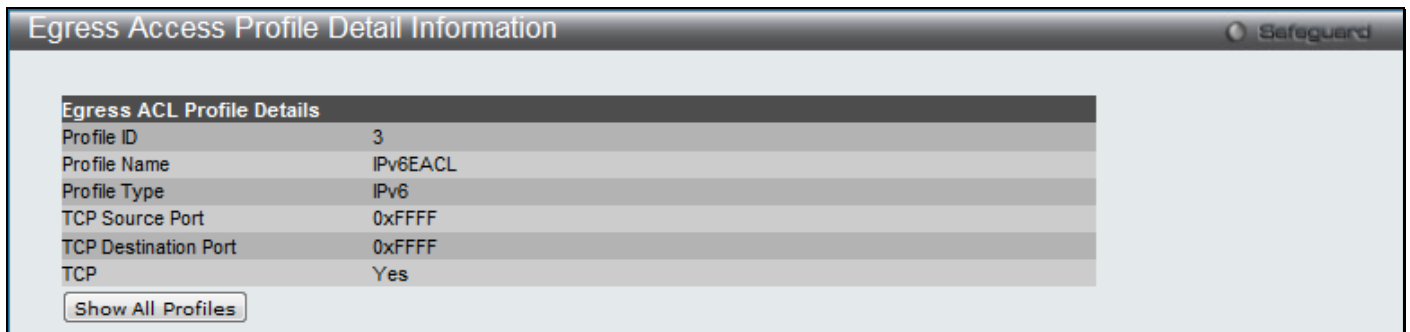 Egress Access Profile Detail Information
Safeguard
Egress ACL Profile Details
Profile ID 3
Profile Name IPv6EACL
Profile Type IPv6
TCP Source Port 0xFFFF
TCP Destination Port 0xFFFF
TCP Yes
Show All Profiles